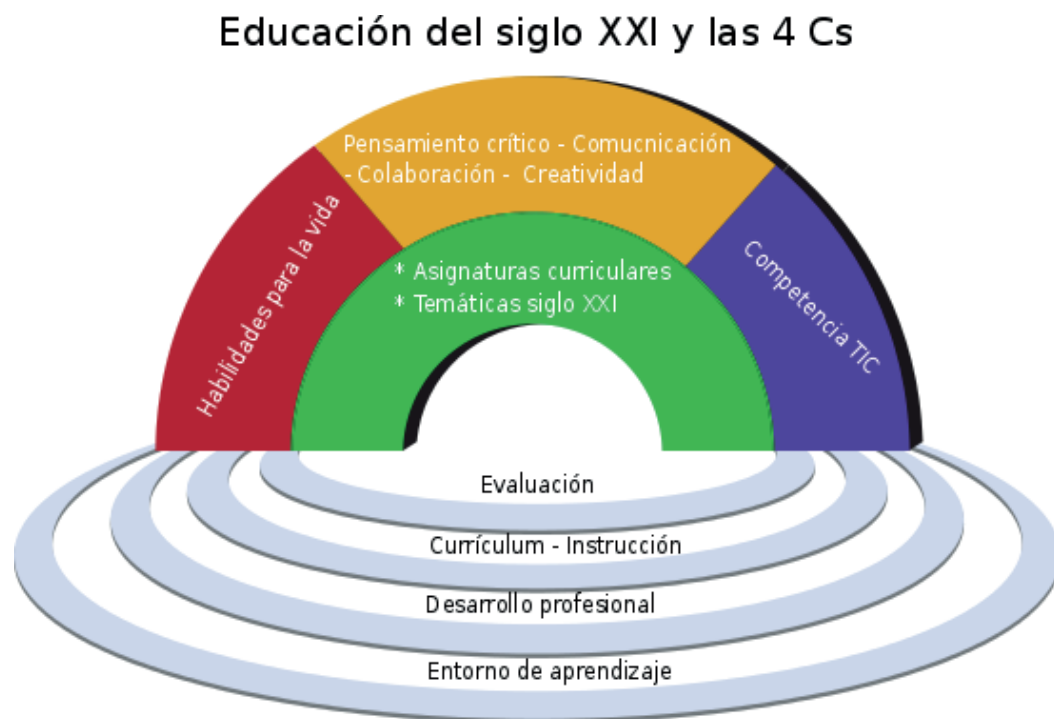 Educación del siglo XXI y las 4 Cs
Pensamiento crítico - Comucnicación
- Colaboración - Creatividad
Habilidades para la vida
* Asignaturas curriculares
* Temáticas siglo XXI
Competencia TIC
Evaluación
Currículum - Instrucción
Desarrollo profesional
Entorno de aprendizaje